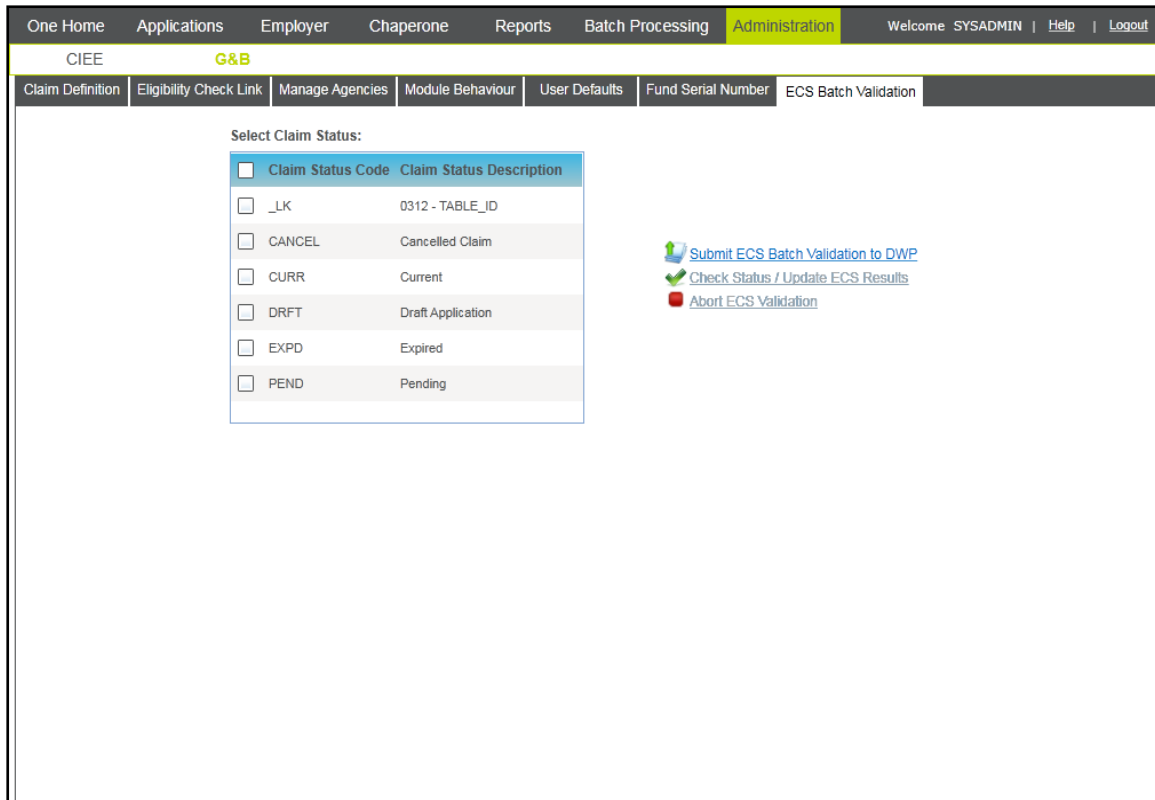 One Home Applications Employer Chaperone Reports Batch Processing Administration Welcome SYSADMIN | Help | Logout
CIEE G&B
Claim Definition Eligibility Check Link Manage Agencies Module Behaviour User Defaults Fund Serial Number ECS Batch Validation
Select Claim Status:
Claim Status Code Claim Status Description
_LK 0312 - TABLE_ID
CANCEL Cancelled Claim
CURR Current
DRFT Draft Application
EXPD Expired
PEND Pending
Submit ECS Batch Validation to DWP
Check Status / Update ECS Results
Abort ECS Validation